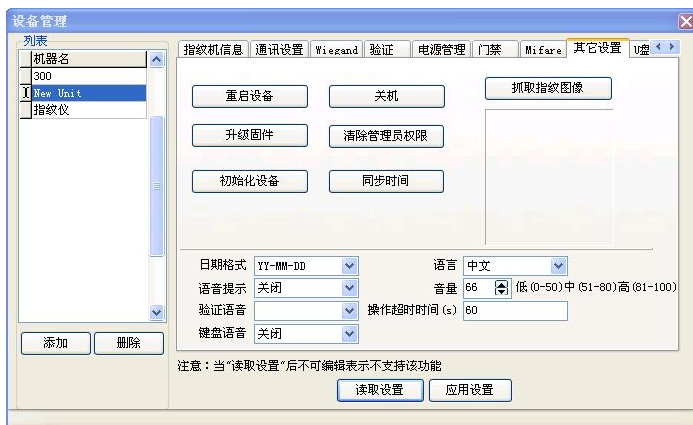 设备管理
列表
机器名
300
New Unit
指纹仪
添加 删除
指纹机信息 通讯设置 Wiegand 验证 电源管理 门禁 Mifare 其它设置 U盘
重启设备 关机 抓取指纹图像
升级固件 清除管理员权限
初始化设备 同步时间
日期格式 YY-MM-DD 语言 中文
语音提示 关闭 音量 66 低(0-50)中(51-80)高(81-100)
验证语音 操作超时时间(s) 60
键盘语音 关闭
注意：当"读取设置"后不可编辑表示不支持该功能
读取设置 应用设置